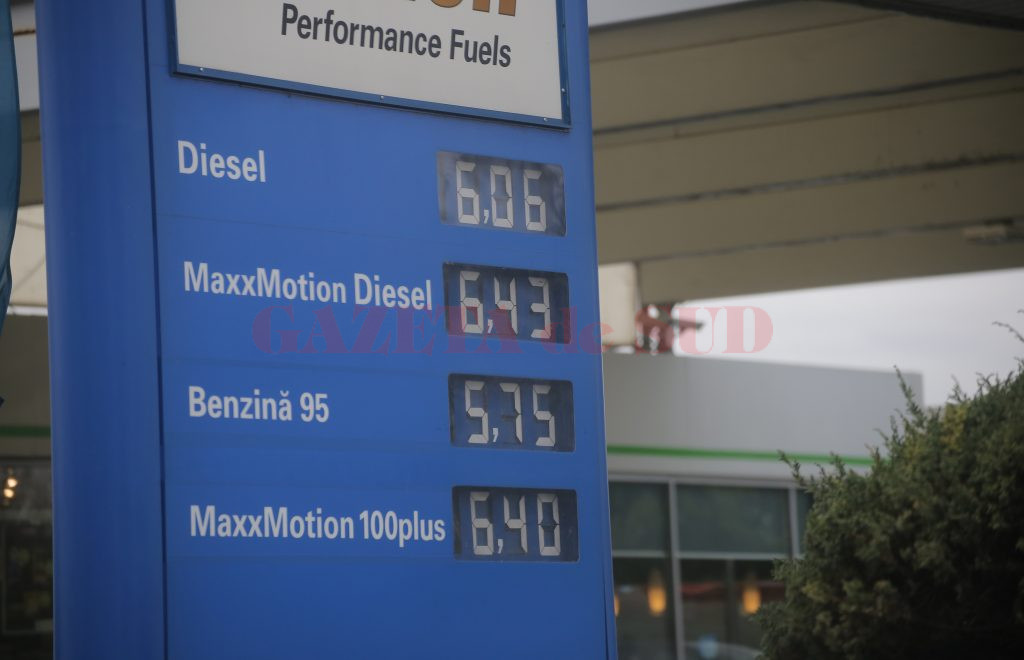 Performance Fuels
Diesel 6,06
MaxxMotion Diesel 6,43
GAZETA de SUD
Benzină 95 5,75
MaxxMotion 100plus 6,40